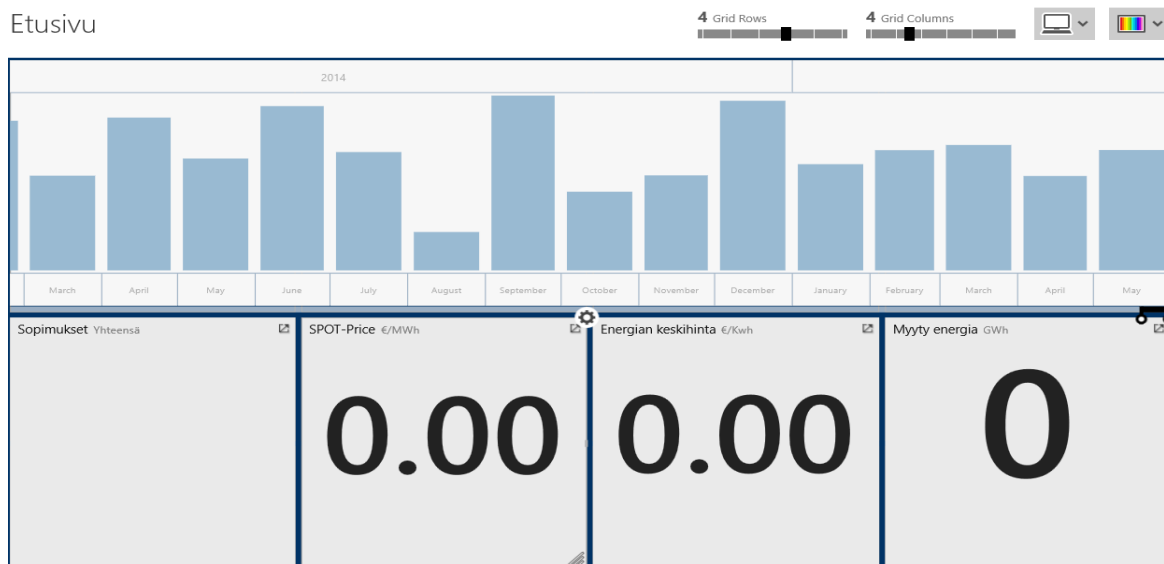 Etusivu
4 Grid Rows
4 Grid Columns
2014
March April May June July August September October November December January February March April May
Sopimukset Yhteensä
SPOT-Price €/MWh
Energian keskihinta €/Kwh
Myyty energia GWh
0.00
0.00
0